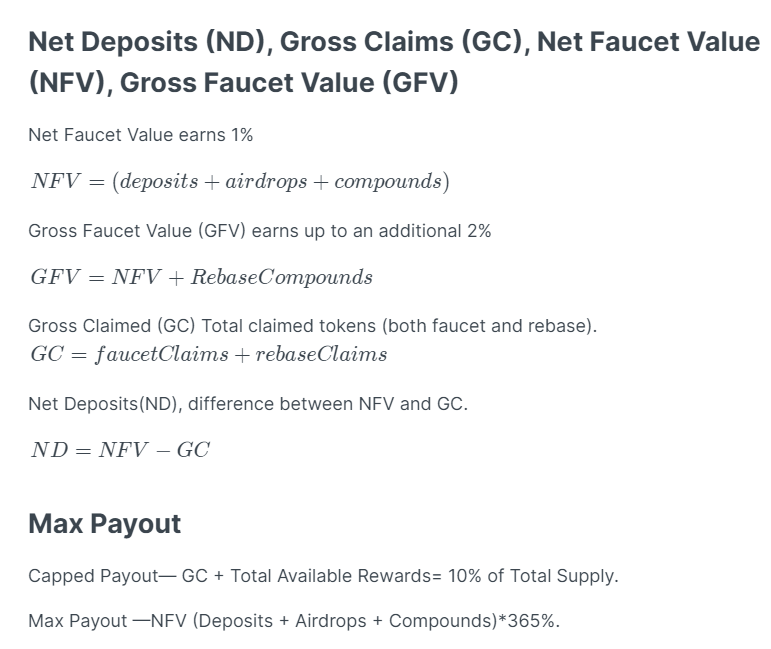 Net Deposits (ND), Gross Claims (GC), Net Faucet Value
(NFV), Gross Faucet Value (GFV)
Net Faucet Value earns 1%
NFV = (deposits + airdrops + compounds)
Gross Faucet Value (GFV) earns up to an additional 2%
GFV = NFV + RebaseCompounds
Gross Claimed (GC) Total claimed tokens (both faucet and rebase).
GC = faucetClaims + rebaseClaims
Net Deposits(ND), difference between NFV and GC.
ND = NFV − GC
Max Payout
Capped Payout— GC + Total Available Rewards= 10% of Total Supply.
Max Payout —NFV (Deposits + Airdrops + Compounds)*365%.